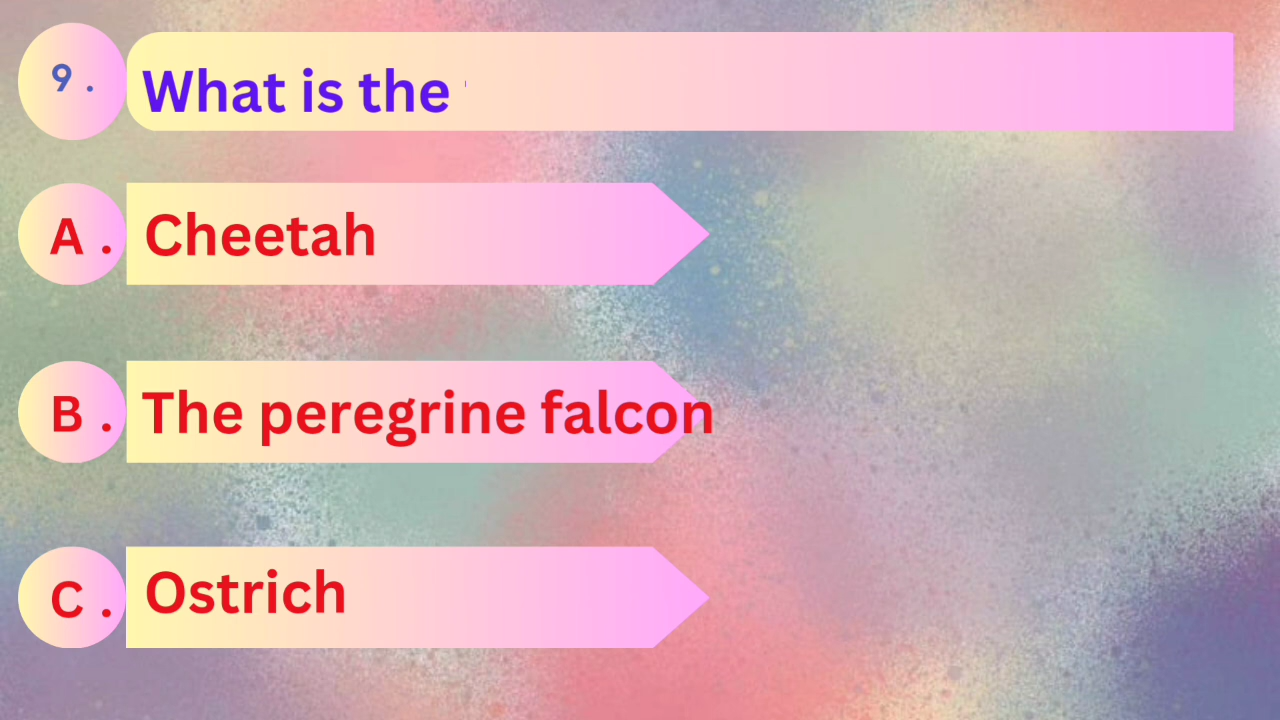 9 .
What is the
A .
Cheetah
B .
The peregrine falcon
C .
Ostrich